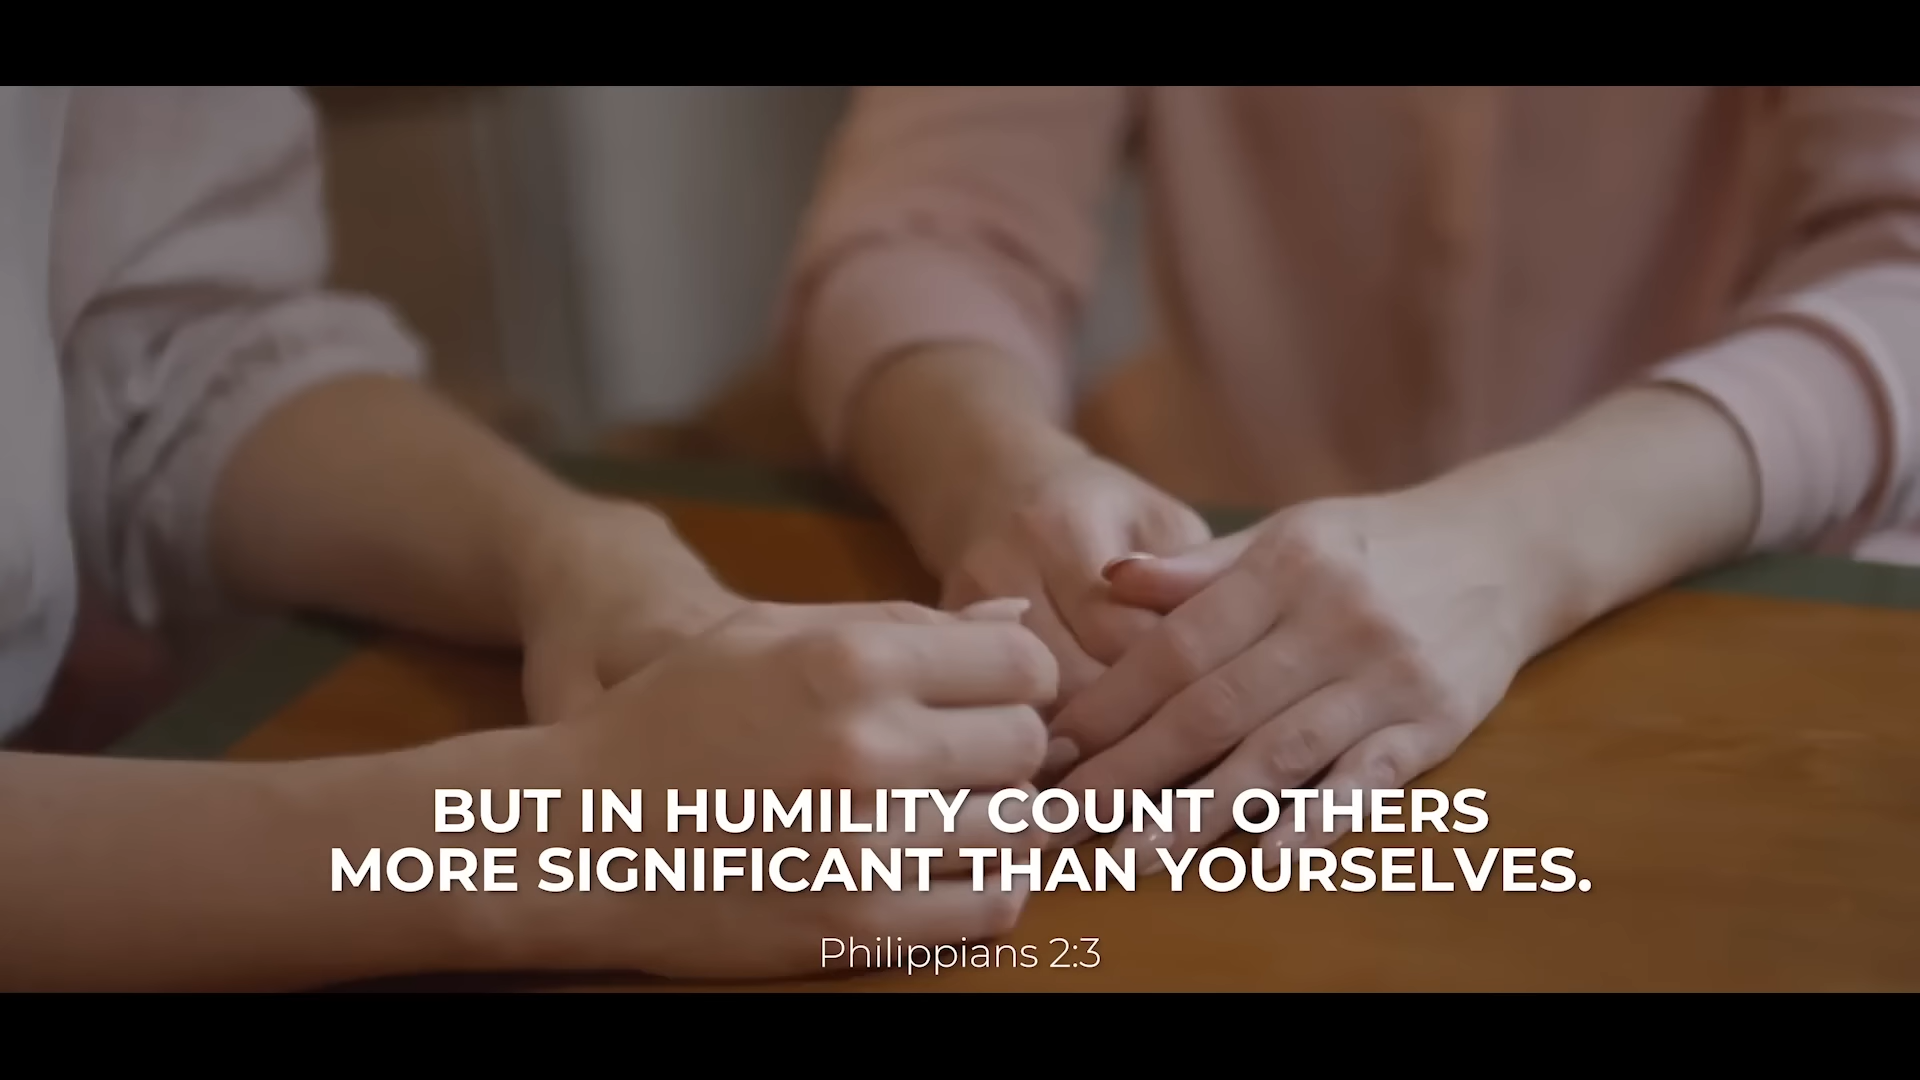 BUT IN HUMILITY COUNT OTHERS
MORE SIGNIFICANT THAN YOURSELVES.
Philippians 2:3